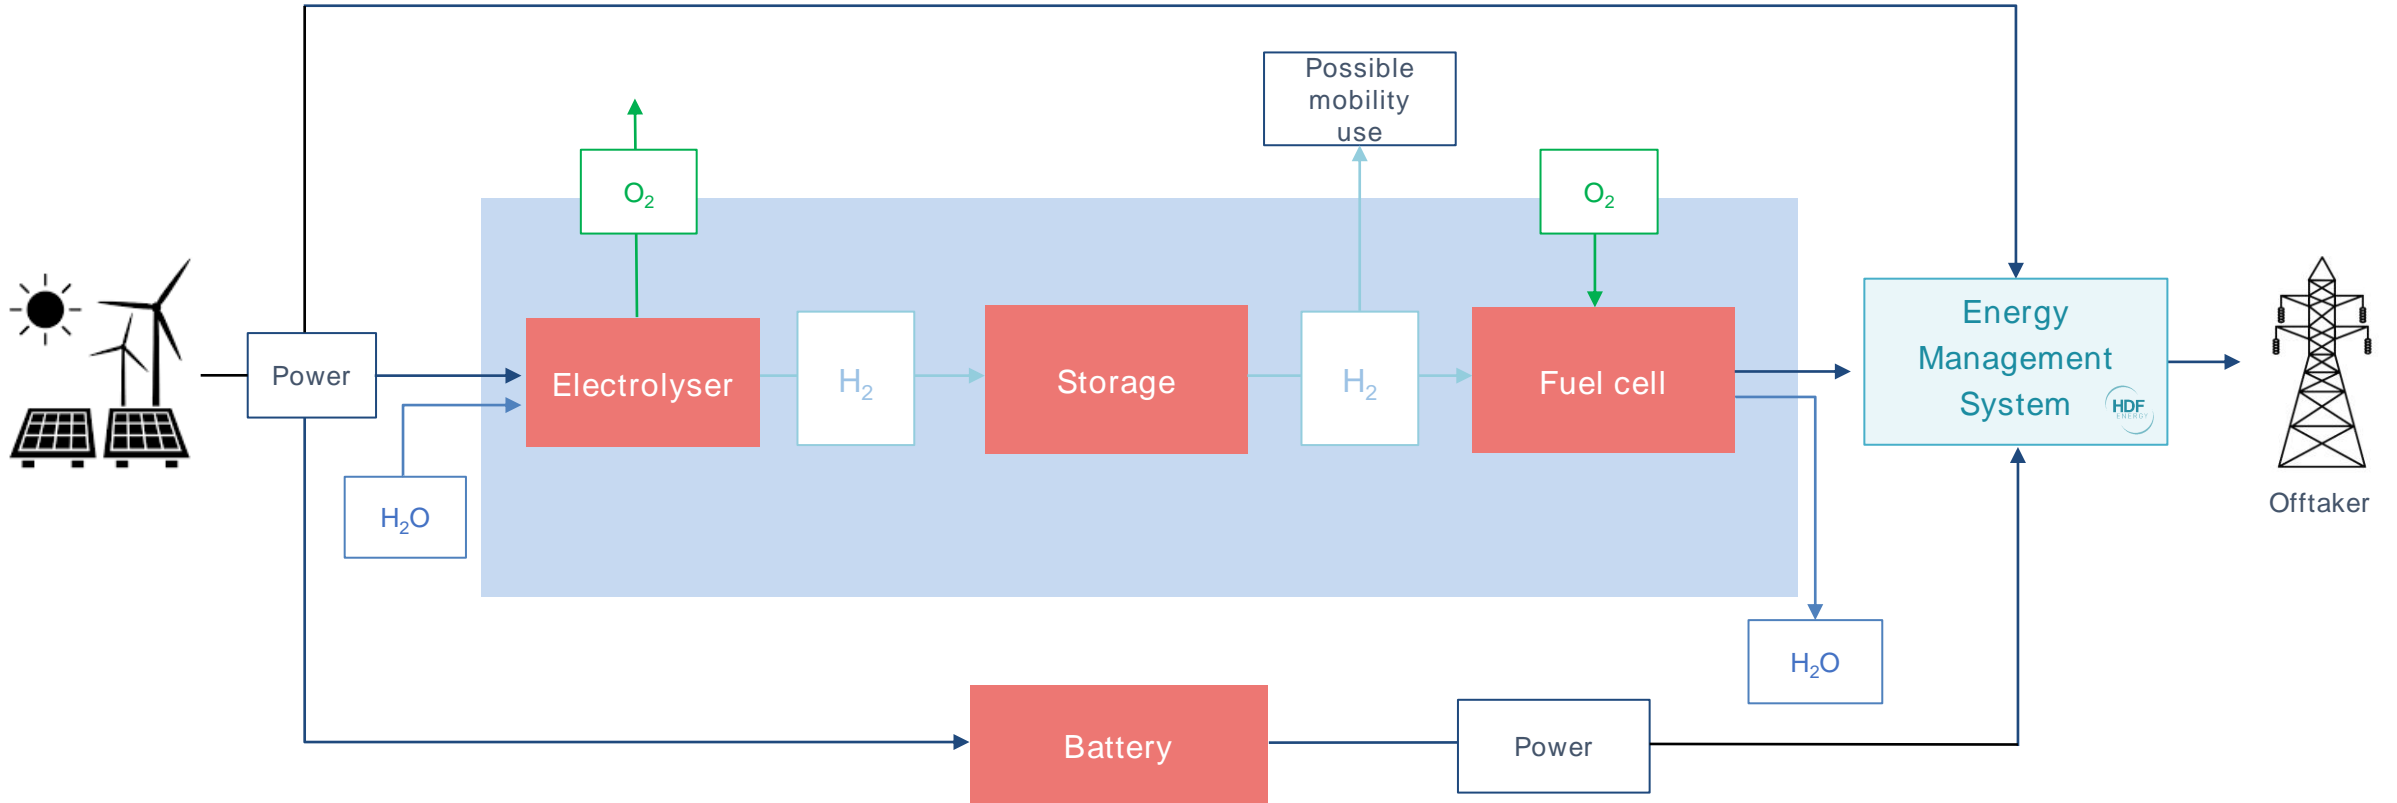 Possible
mobility
use
O₂
O₂
Power
Electrolyser
H₂
Storage
H₂
Fuel cell
Energy
Management
System
HDF
ENERGY
Offtaker
H₂O
H₂O
Battery
Power